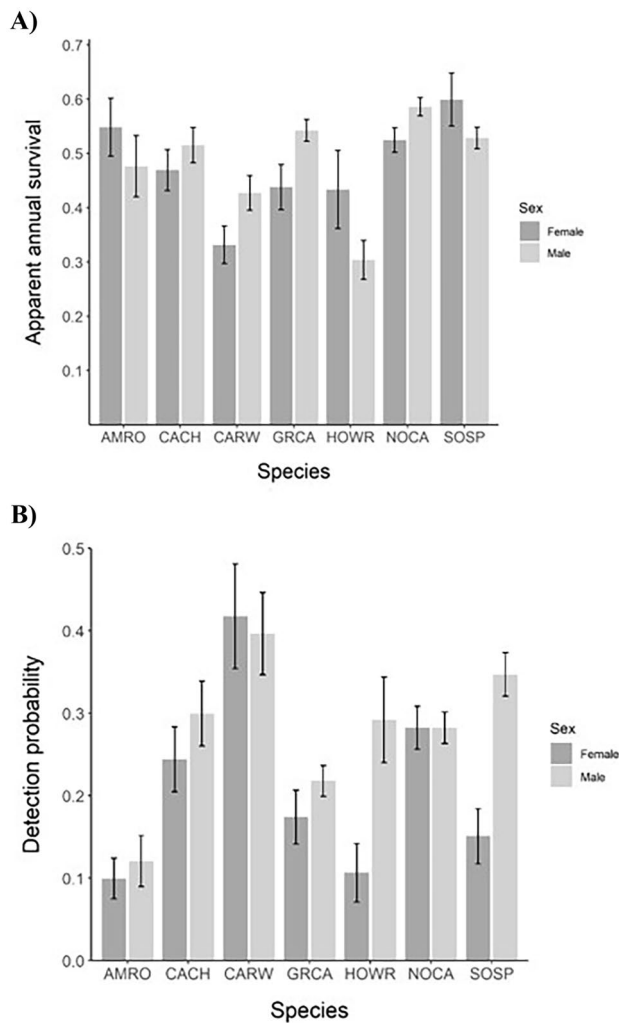 A)
0.7
0.6
0.5
0.4
0.3
0.2
0.1
Apparent annual survival
AMRO CACH CARW GRCA HOWR NOCA SOSP
Species
Sex
Female
Male
B)
0.5
0.4
0.3
0.2
0.1
0.0
Detection probability
AMRO CACH CARW GRCA HOWR NOCA SOSP
Species
Sex
Female
Male